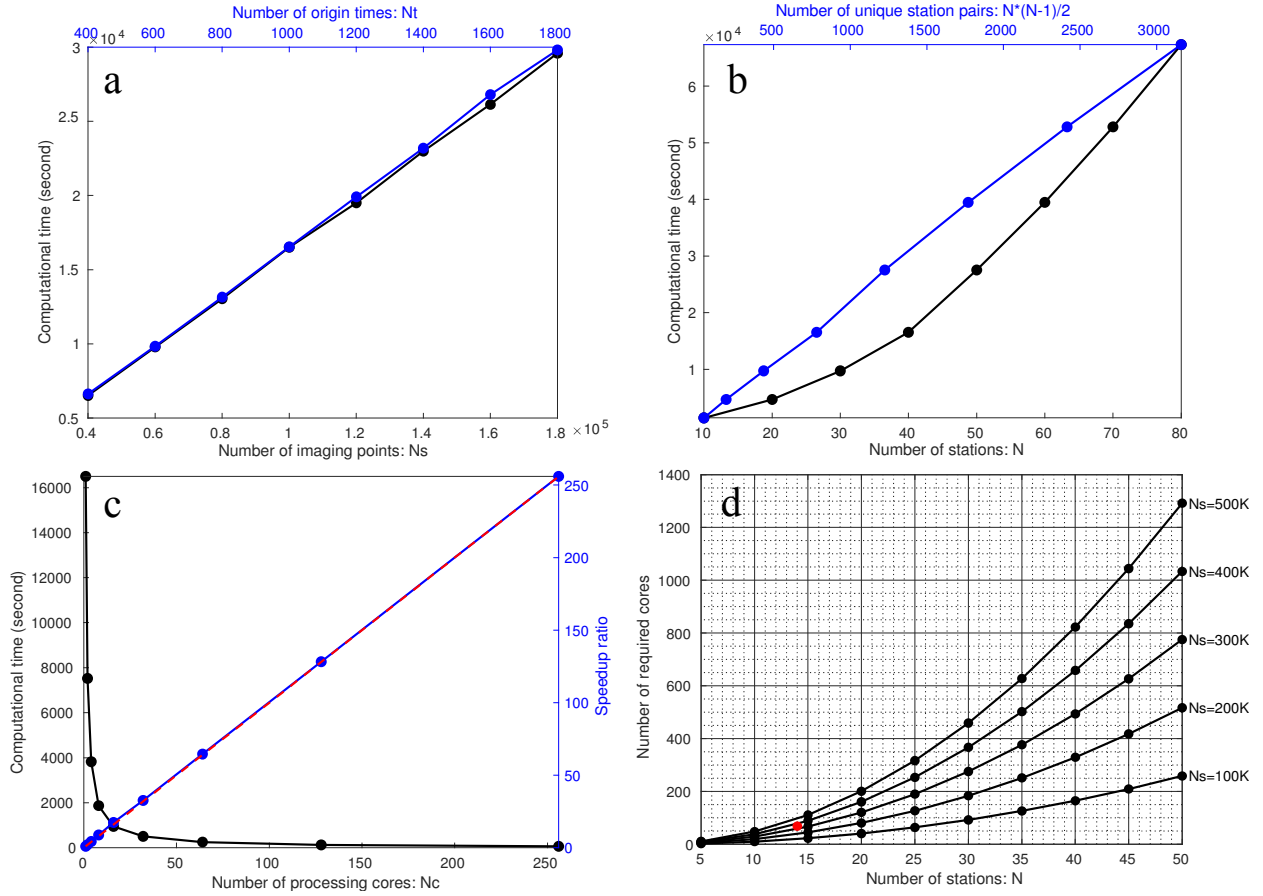 Number of origin times: Nt
400 600 800 1000 1200 1400 1600 1800
×10^4
a
3
2.5
2
1.5
1
0.5
Computational time (second)
0.4 0.6 0.8 1 1.2 1.4 1.6 1.8
×10^5
Number of imaging points: Ns
Number of unique station pairs: N*(N-1)/2
500 1000 1500 2000 2500 3000
×10^4
b
6
5
4
3
2
1
Computational time (second)
10 20 30 40 50 60 70 80
Number of stations: N
c
16000
14000
12000
10000
8000
6000
4000
2000
0
Computational time (second)
250
200
150
100
50
0
Speedup ratio
0 50 100 150 200 250
Number of processing cores: Nc
d
1400
1200
1000
800
600
400
200
0
Number of required cores
Ns=500K
Ns=400K
Ns=300K
Ns=200K
Ns=100K
5 10 15 20 25 30 35 40 45 50
Number of stations: N